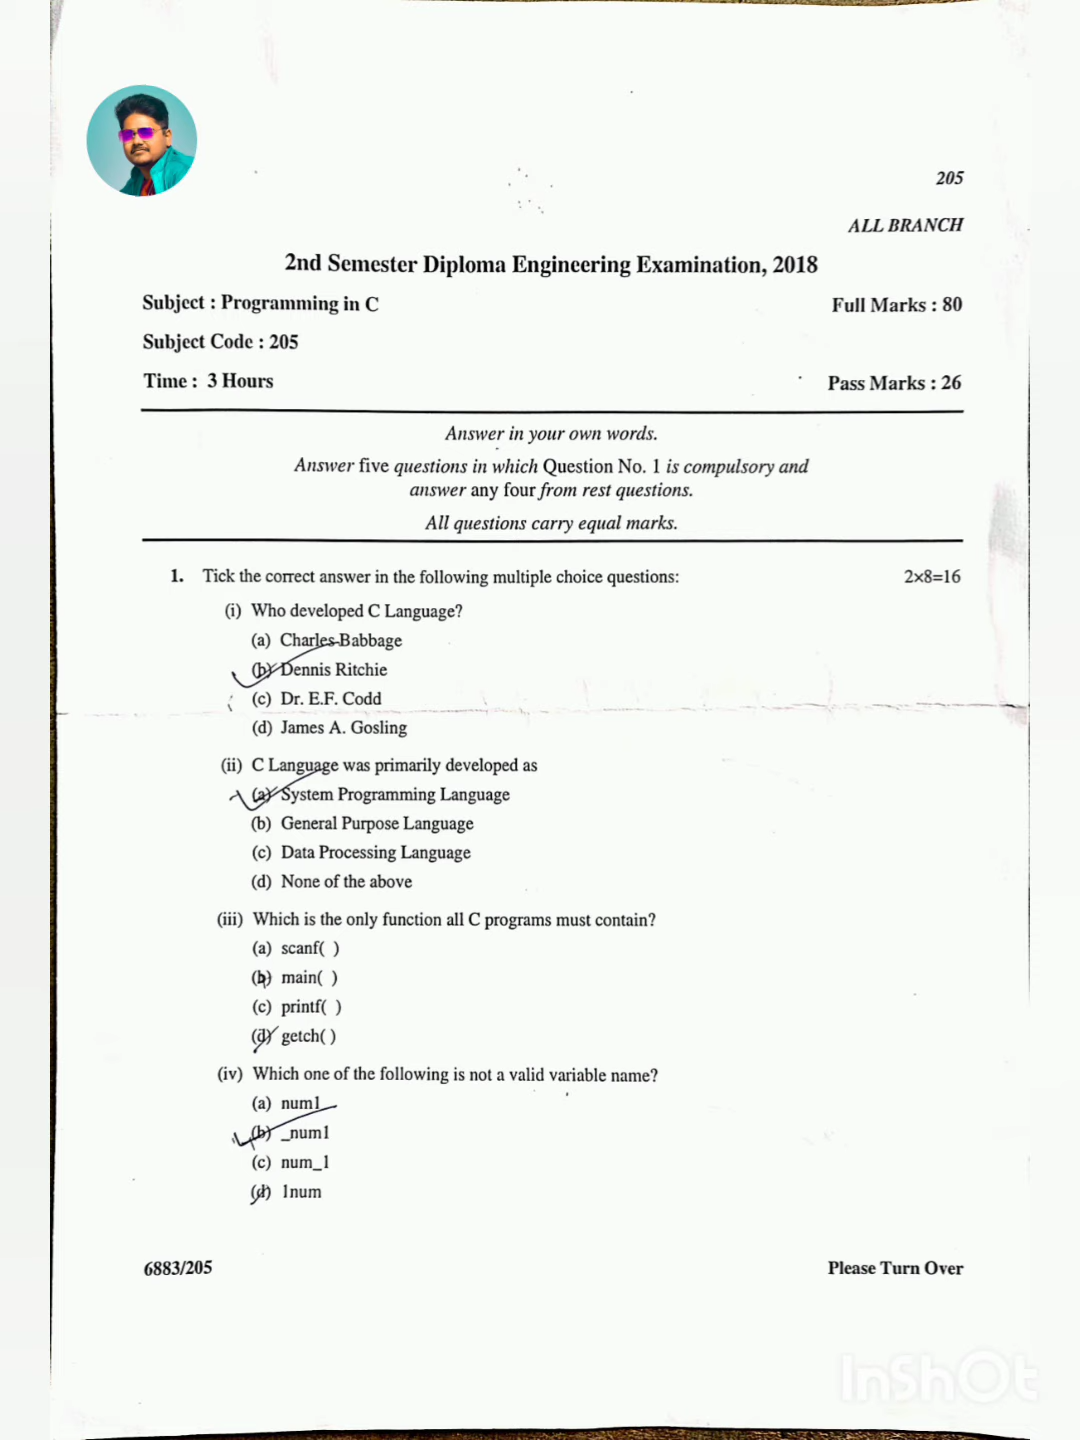 205
ALL BRANCH
2nd Semester Diploma Engineering Examination, 2018
Subject : Programming in C
Full Marks : 80
Subject Code : 205
Time : 3 Hours
Pass Marks : 26
Answer in your own words.
Answer five questions in which Question No. 1 is compulsory and
answer any four from rest questions.
All questions carry equal marks.
1. Tick the correct answer in the following multiple choice questions: 2×8=16
(i) Who developed C Language?
(a) Charles Babbage
(b) Dennis Ritchie
(c) Dr. E.F. Codd
(d) James A. Gosling
(ii) C Language was primarily developed as
(a) System Programming Language
(b) General Purpose Language
(c) Data Processing Language
(d) None of the above
(iii) Which is the only function all C programs must contain?
(a) scanf( )
(b) main( )
(c) printf( )
(d) getch( )
(iv) Which one of the following is not a valid variable name?
(a) num1
(b) _num1
(c) num_1
(d) 1num
6883/205
Please Turn Over
InShOt